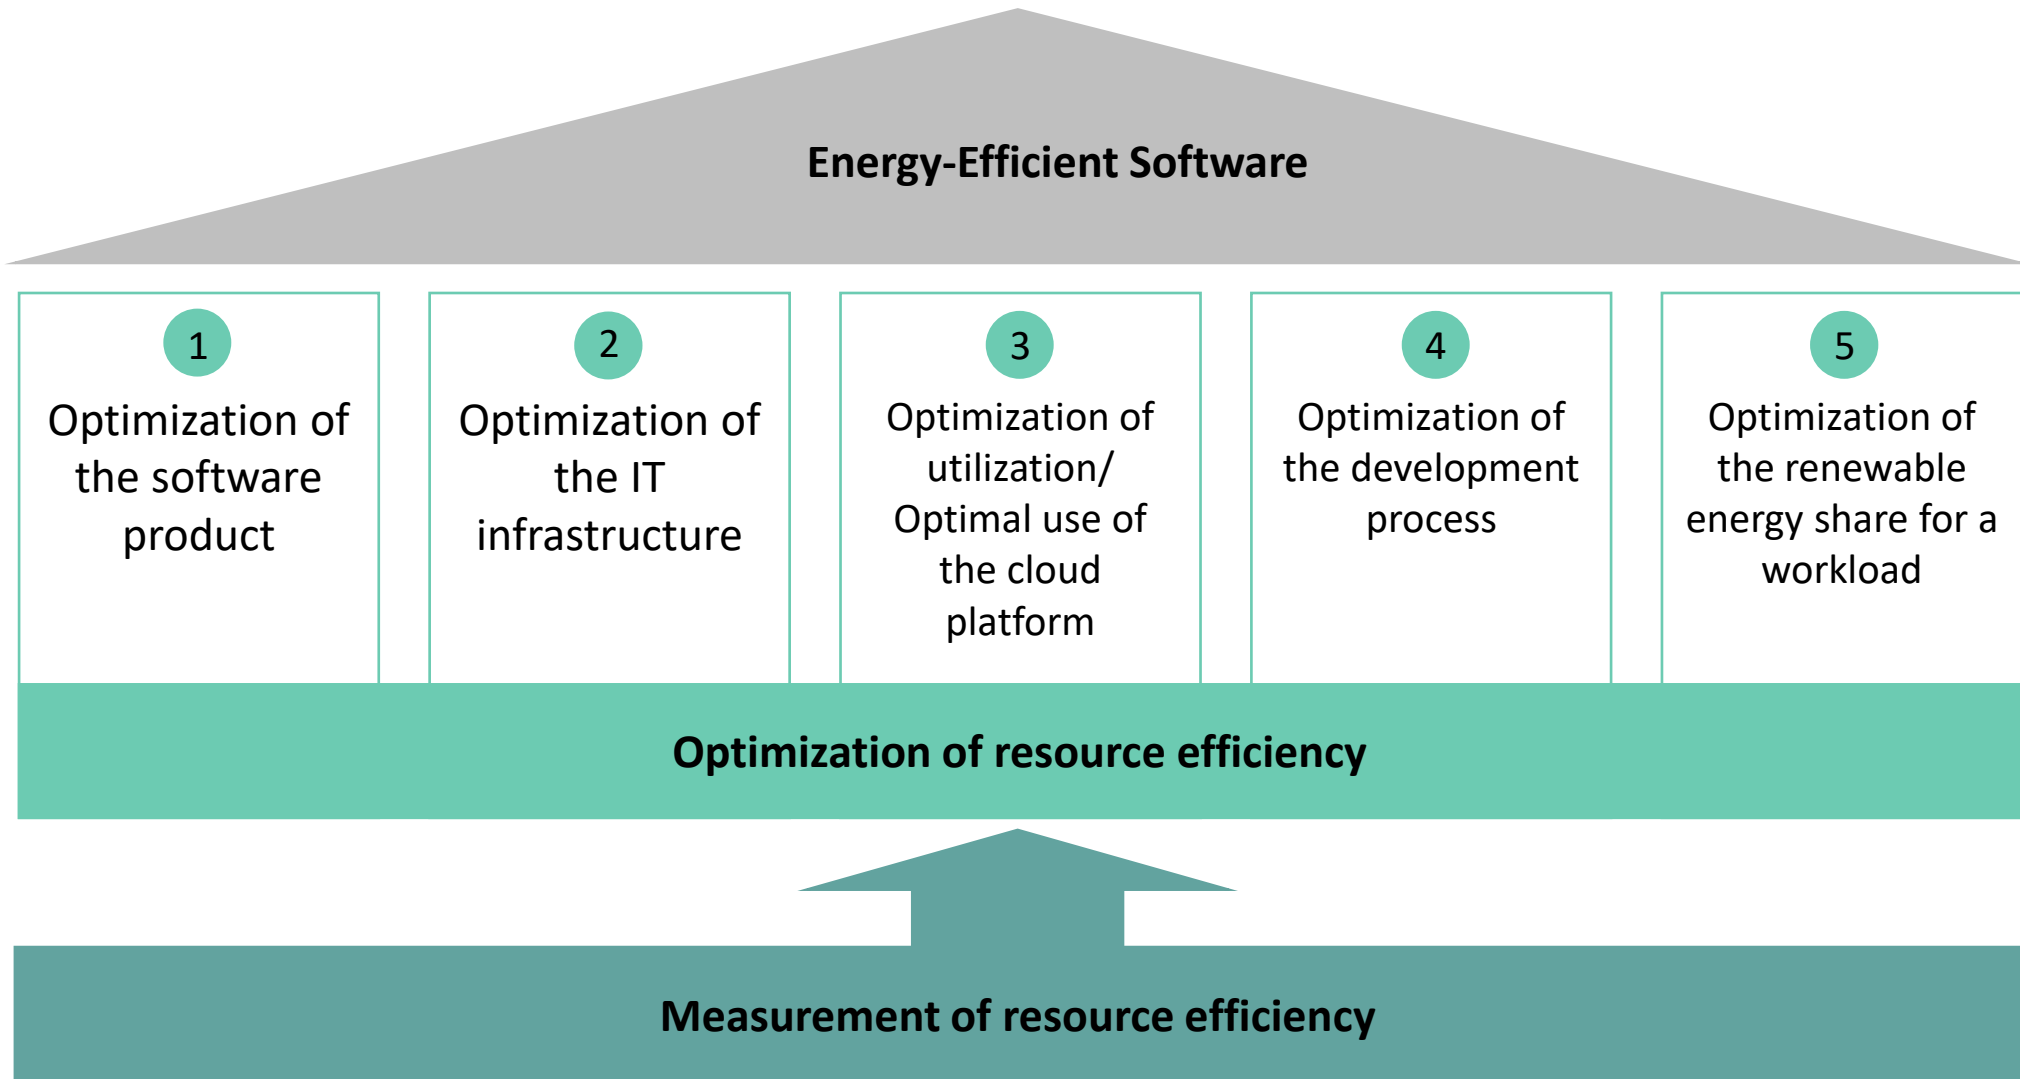 Energy-Efficient Software
1
Optimization of
the software
product
2
Optimization of
the IT
infrastructure
3
Optimization of
utilization/
Optimal use of
the cloud
platform
4
Optimization of
the development
process
5
Optimization of
the renewable
energy share for a
workload
Optimization of resource efficiency
Measurement of resource efficiency